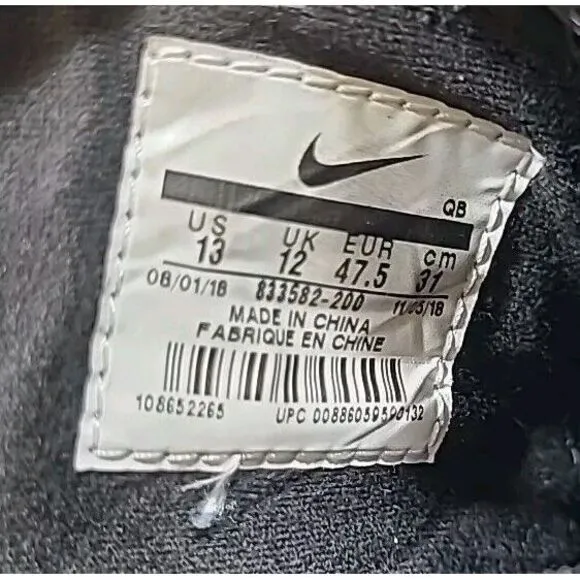 QB
US UK EUR cm
13 12 47.5 31
08/01/18 833582-200 11/05/18
MADE IN CHINA
FABRIQUE EN CHINE
108652265 UPC 00886059590132